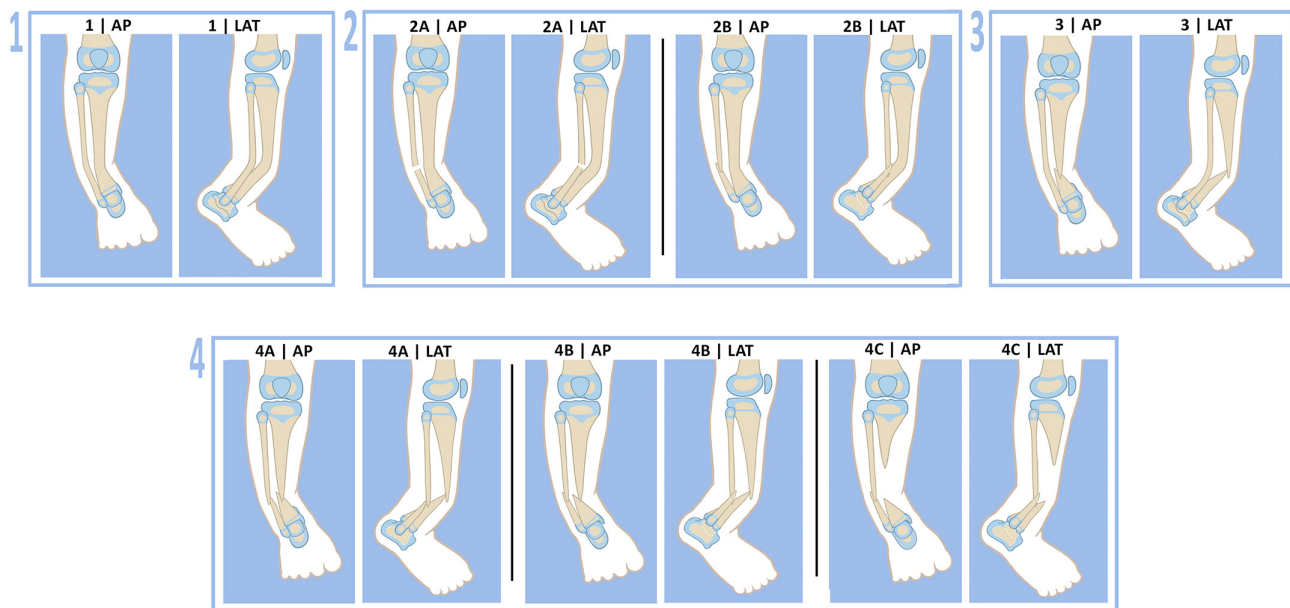 1
1 | AP
1 | LAT
2
2A | AP
2A | LAT
2B | AP
2B | LAT
3
3 | AP
3 | LAT
4
4A | AP
4A | LAT
4B | AP
4B | LAT
4C | AP
4C | LAT